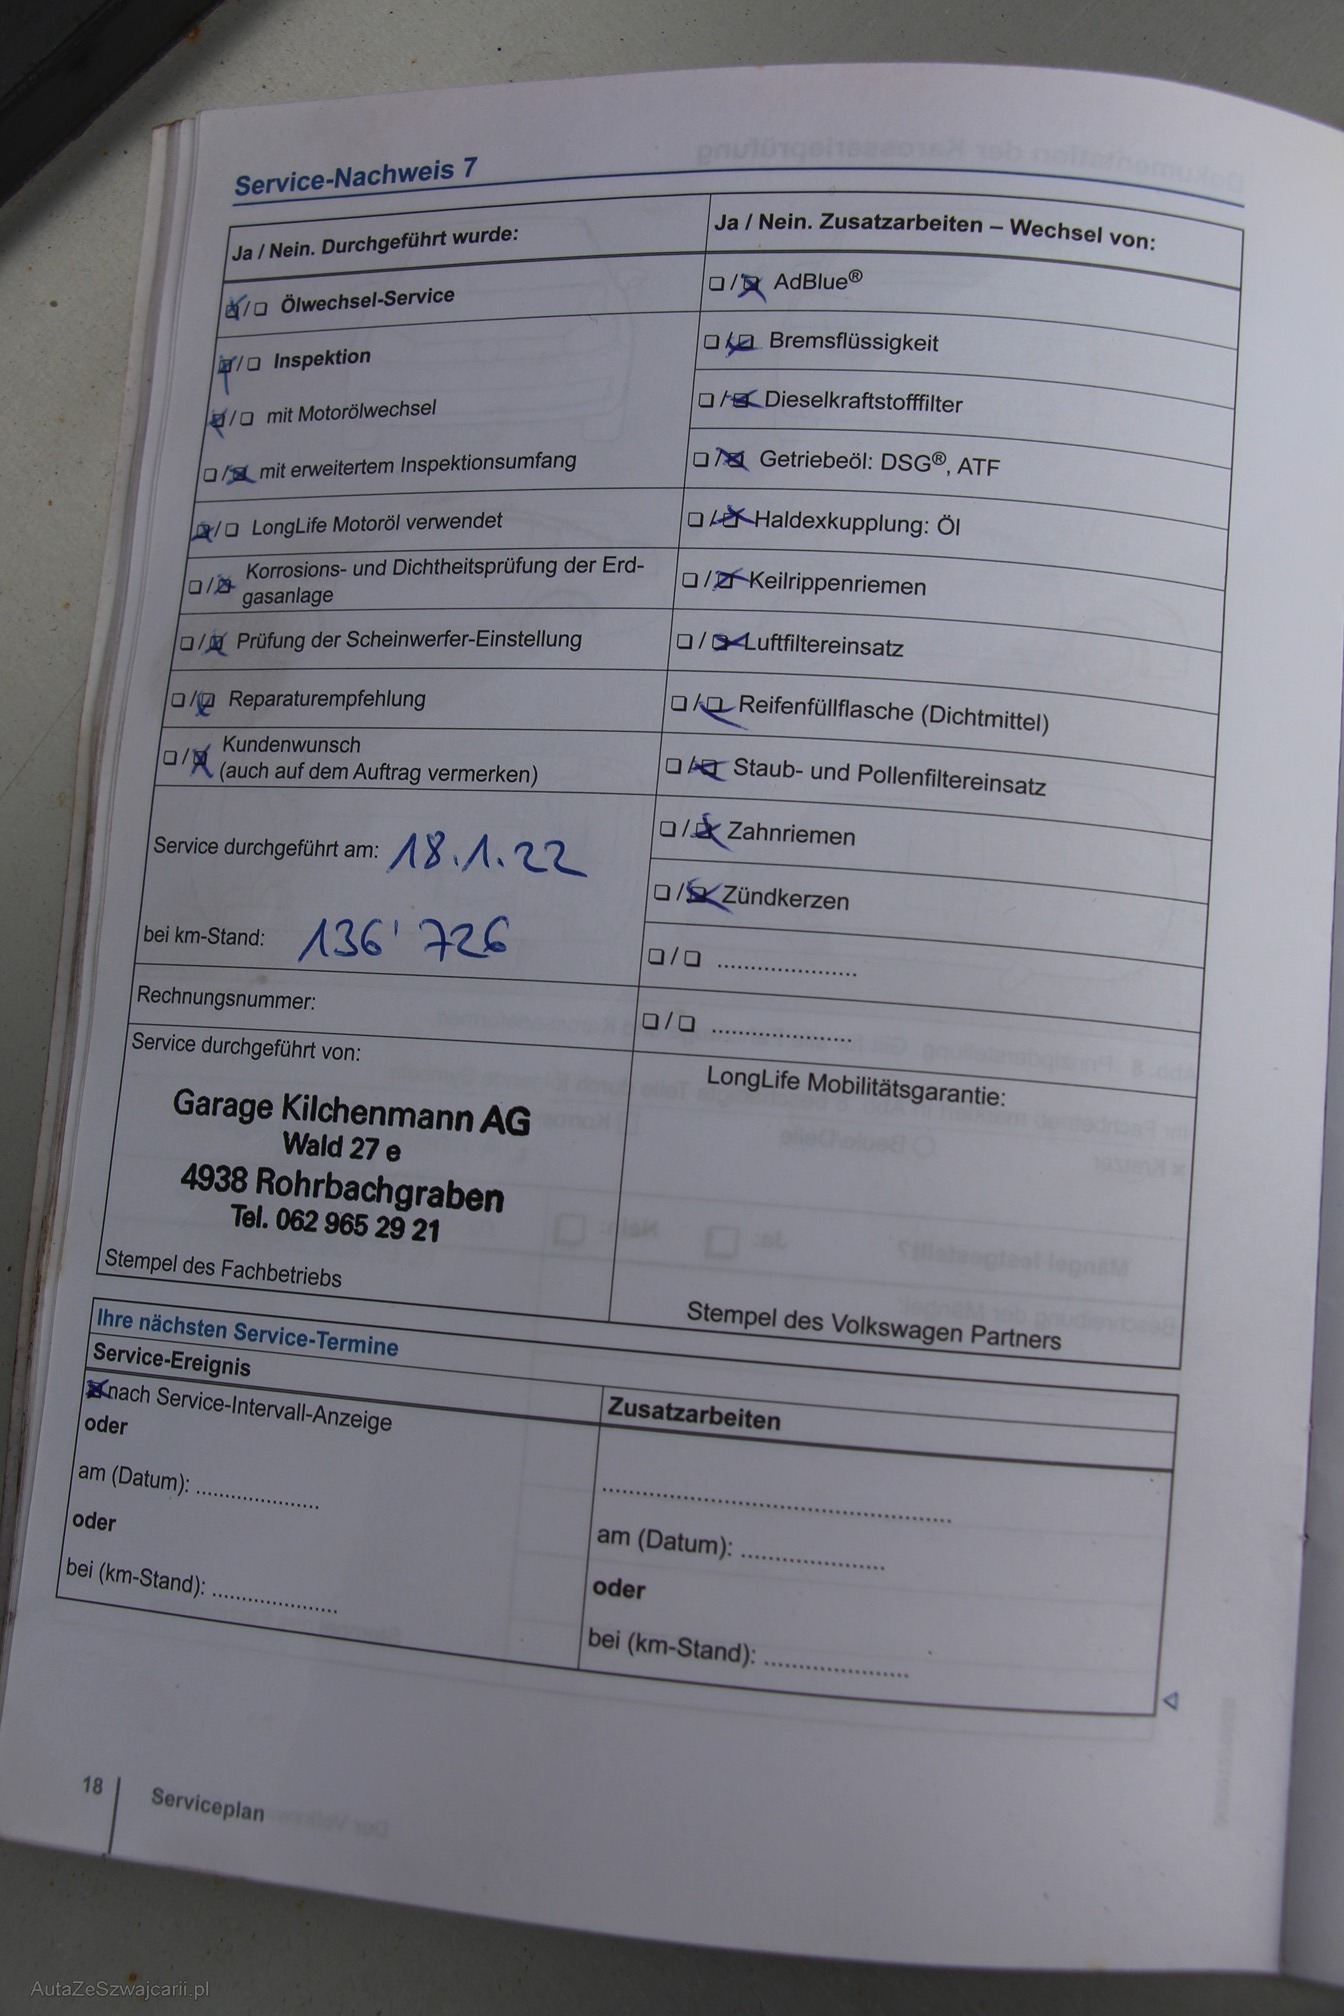 Service-Nachweis 7
Ja / Nein. Durchgeführt wurde:
❏/❏ Ölwechsel-Service
❏/❏ Inspektion
❏/❏ mit Motorölwechsel
❏/❏ mit erweitertem Inspektionsumfang
❏/❏ LongLife Motoröl verwendet
❏/❏ Korrosions- und Dichtheitsprüfung der Erd-
gasanlage
❏/❏ Prüfung der Scheinwerfer-Einstellung
❏/❏ Reparaturempfehlung
❏/❏ Kundenwunsch
(auch auf dem Auftrag vermerken)
Service durchgeführt am: 18.1.22
bei km-Stand: 136'726
Rechnungsnummer:
Service durchgeführt von:
Garage Kilchenmann AG
Wald 27 e
4938 Rohrbachgraben
Tel. 062 965 29 21
Stempel des Fachbetriebs
Ja / Nein. Zusatzarbeiten – Wechsel von:
❏/❏ AdBlue®
❏/❏ Bremsflüssigkeit
❏/❏ Dieselkraftstofffilter
❏/❏ Getriebeöl: DSG®, ATF
❏/❏ Haldexkupplung: Öl
❏/❏ Keilrippenriemen
❏/❏ Luftfiltereinsatz
❏/❏ Reifenfüllflasche (Dichtmittel)
❏/❏ Staub- und Pollenfiltereinsatz
❏/❏ Zahnriemen
❏/❏ Zündkerzen
❏/❏ .....................
❏/❏ .....................
LongLife Mobilitätsgarantie:
Stempel des Volkswagen Partners
Ihre nächsten Service-Termine
Service-Ereignis
❏ nach Service-Intervall-Anzeige
oder
am (Datum): ...................
oder
bei (km-Stand): ...................
Zusatzarbeiten
.....................................................
am (Datum): .....................
oder
bei (km-Stand): .....................
18
Serviceplan
AutaZeSzwajcarii.pl